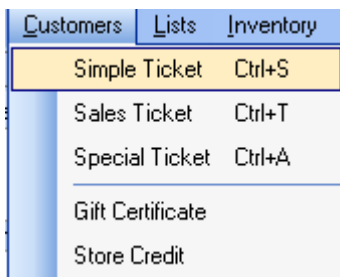 Customers Lists Inventory
Simple Ticket Ctrl+S
Sales Ticket Ctrl+T
Special Ticket Ctrl+A
Gift Certificate
Store Credit